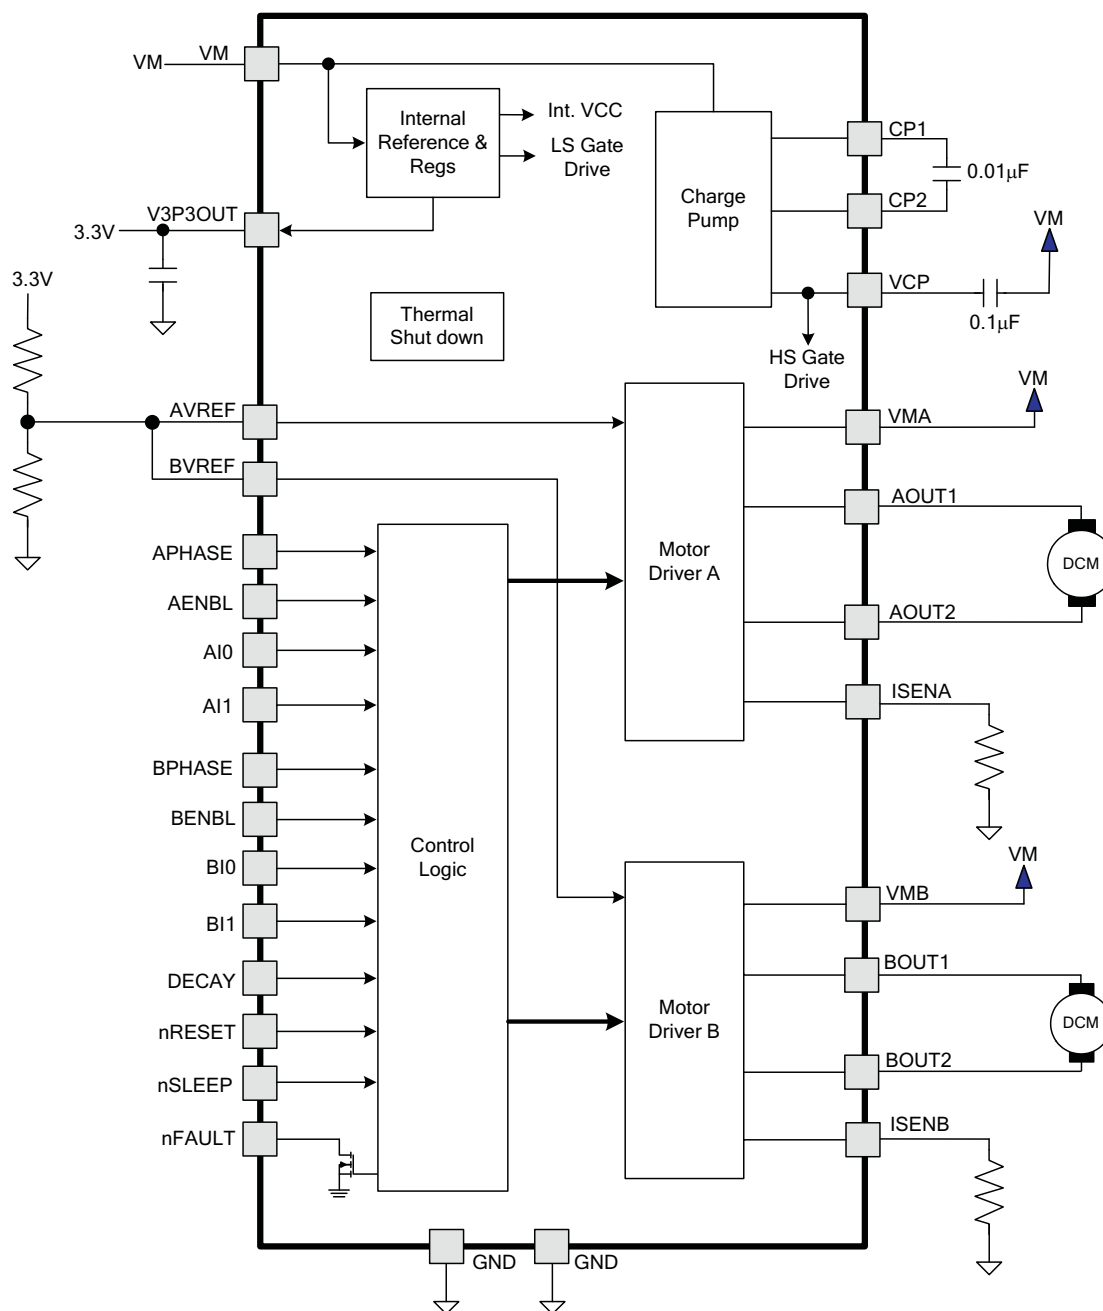 VM
VM
Internal
Reference &
Regs
Int. VCC
LS Gate
Drive
Charge
Pump
CP1
0.01μF
CP2
VM
V3P3OUT
3.3V
3.3V
VCP
0.1μF
HS Gate
Drive
Thermal
Shut down
VM
AVREF
VMA
BVREF
AOUT1
APHASE
Motor
Driver A
DCM
AENBL
AOUT2
AI0
AI1
ISENA
BPHASE
BENBL
Control
Logic
BI0
VM
VMB
BI1
BOUT1
DECAY
Motor
Driver B
DCM
nRESET
BOUT2
nSLEEP
nFAULT
ISENB
GND
GND